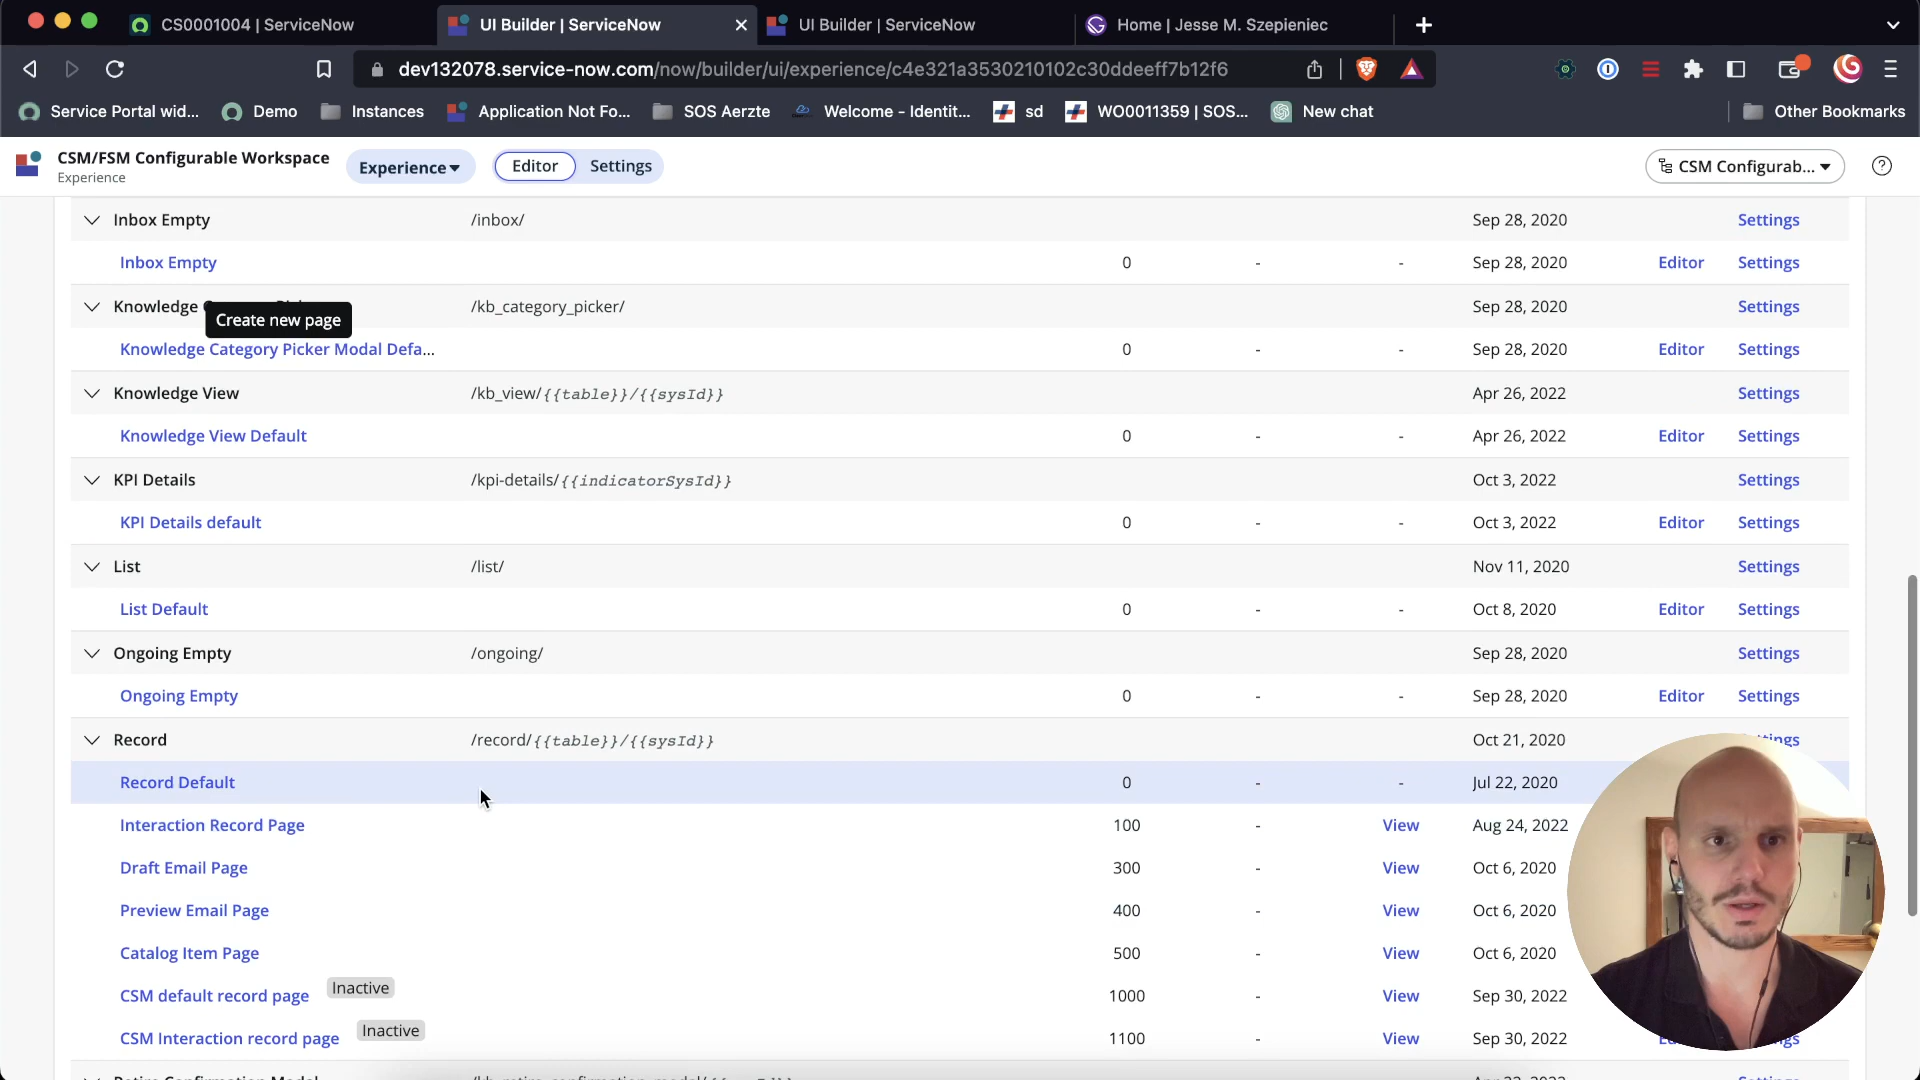 CS0001004 | ServiceNow
UI Builder | ServiceNow
UI Builder | ServiceNow
Home | Jesse M. Szepieniec
dev132078.service-now.com/now/builder/ui/experience/c4e321a3530210102c30ddeeff7b12f6
Service Portal wid...
Demo
Instances
Application Not Fo...
SOS Aerzte
Welcome - Identit...
sd
WO0011359 | SOS...
New chat
Other Bookmarks
CSM/FSM Configurable Workspace
Experience
Experience
Editor
Settings
CSM Configurab...
Inbox Empty /inbox/ Sep 28, 2020 Settings
Inbox Empty 0 - - Sep 28, 2020 Editor Settings
Knowledge /kb_category_picker/ Sep 28, 2020 Settings
Create new page
Knowledge Category Picker Modal Defa... 0 - - Sep 28, 2020 Editor Settings
Knowledge View /kb_view/{{table}}/{{sysId}} Apr 26, 2022 Settings
Knowledge View Default 0 - - Apr 26, 2022 Editor Settings
KPI Details /kpi-details/{{indicatorSysId}} Oct 3, 2022 Settings
KPI Details default 0 - - Oct 3, 2022 Editor Settings
List /list/ Nov 11, 2020 Settings
List Default 0 - - Oct 8, 2020 Editor Settings
Ongoing Empty /ongoing/ Sep 28, 2020 Settings
Ongoing Empty 0 - - Sep 28, 2020 Editor Settings
Record /record/{{table}}/{{sysId}} Oct 21, 2020
Record Default 0 - - Jul 22, 2020
Interaction Record Page 100 - View Aug 24, 2022
Draft Email Page 300 - View Oct 6, 2020
Preview Email Page 400 - View Oct 6, 2020
Catalog Item Page 500 - View Oct 6, 2020
CSM default record page Inactive 1000 - View Sep 30, 2022
CSM Interaction record page Inactive 1100 - View Sep 30, 2022